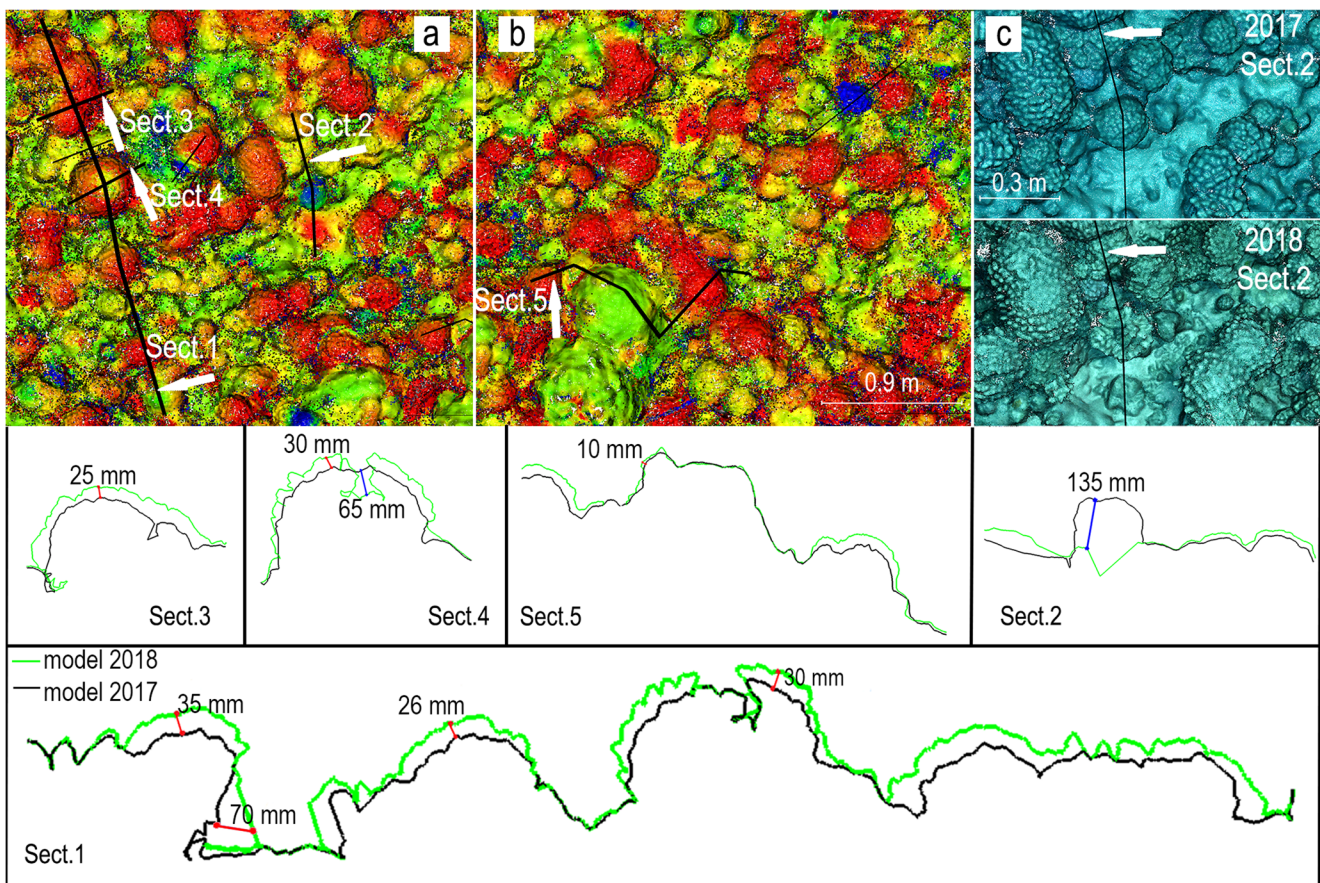 a
b
c
2017
Sect.2
Sect.3
Sect.4
Sect.2
Sect.1
Sect.5
0.9 m
0.3 m
2018
Sect.2
25 mm
Sect.3
30 mm
65 mm
Sect.4
10 mm
Sect.5
135 mm
Sect.2
model 2018
model 2017
35 mm
26 mm
30 mm
70 mm
Sect.1